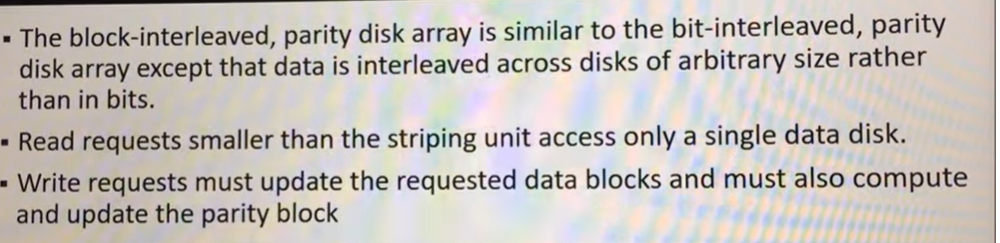 ▪ The block-interleaved, parity disk array is similar to the bit-interleaved, parity
disk array except that data is interleaved across disks of arbitrary size rather
than in bits.
▪ Read requests smaller than the striping unit access only a single data disk.
▪ Write requests must update the requested data blocks and must also compute
and update the parity block